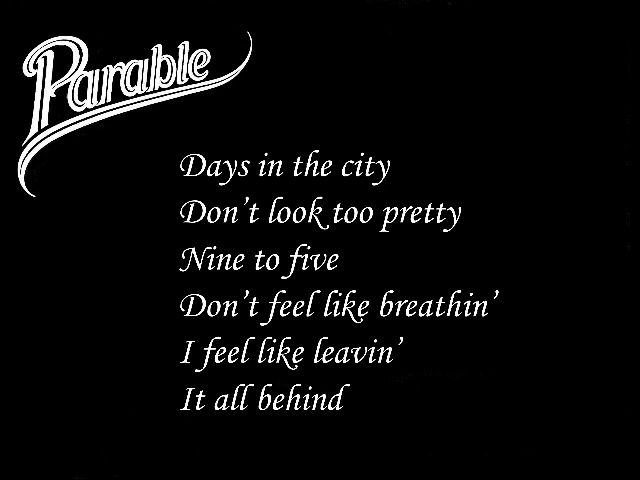 Parable
Days in the city
Don't look too pretty
Nine to five
Don't feel like breathin'
I feel like leavin'
It all behind